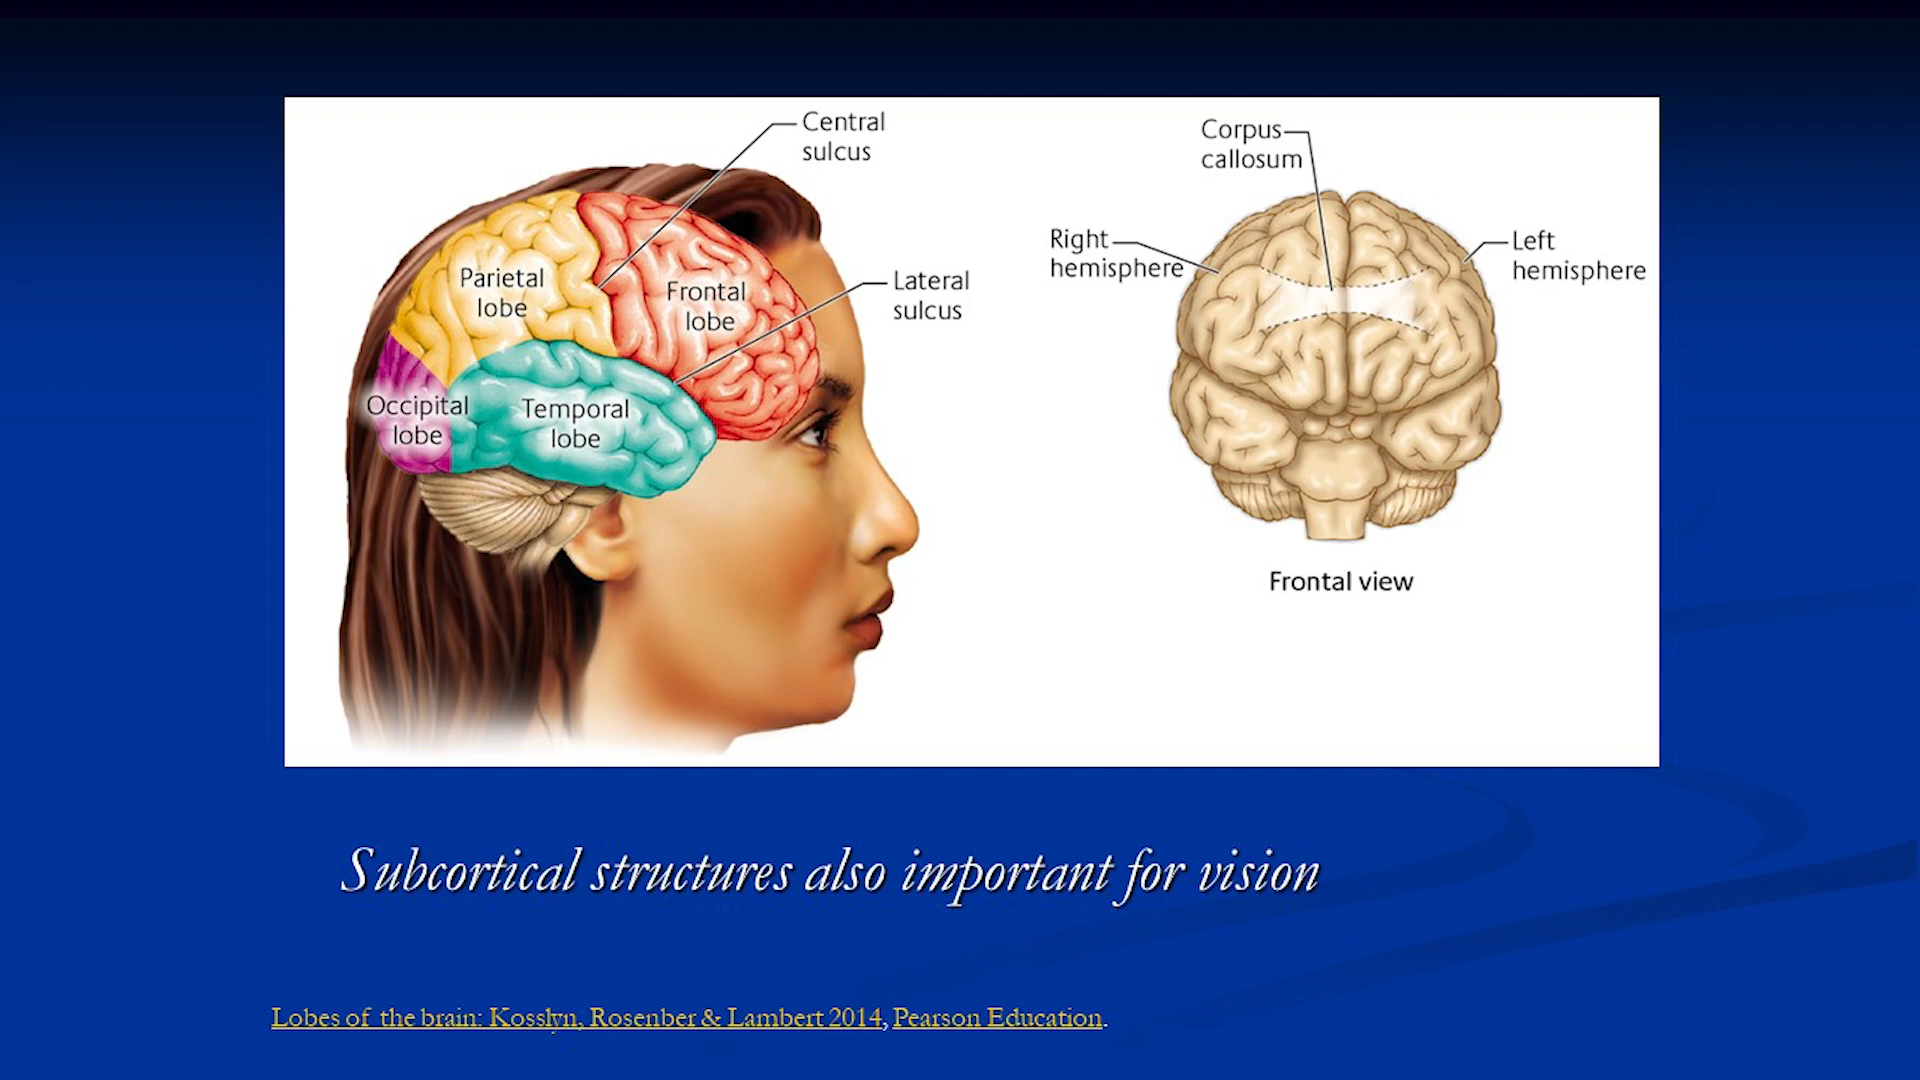 Central
sulcus
Parietal
lobe
Frontal
lobe
Lateral
sulcus
Occipital
lobe
Temporal
lobe
Corpus
callosum
Right
hemisphere
Left
hemisphere
Frontal view
Subcortical structures also important for vision
Lobes of the brain: Kosslyn, Rosenber & Lambert 2014, Pearson Education.